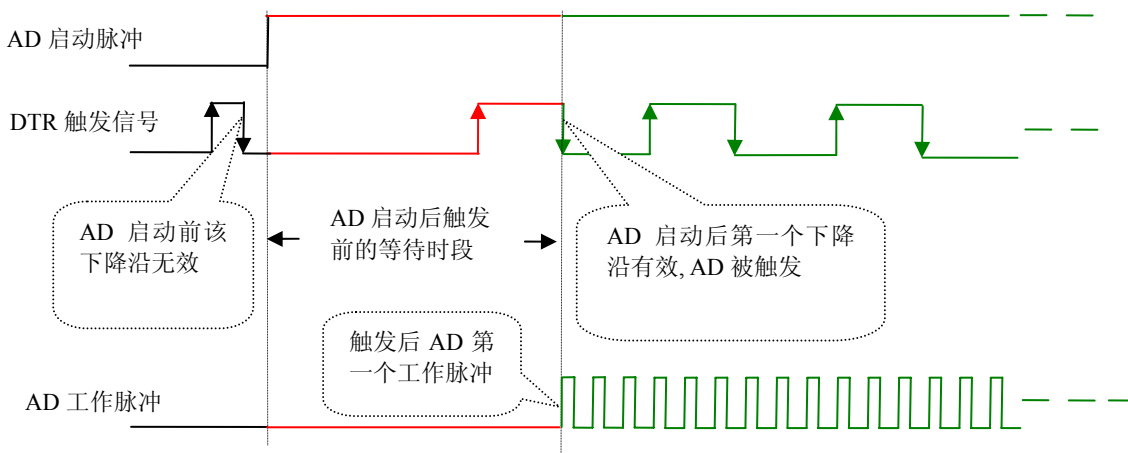 AD 启动脉冲
DTR 触发信号
AD 启动前该
下降沿无效
AD 启动后触发
前的等待时段
AD 启动后第一个下降
沿有效, AD 被触发
触发后 AD 第
一个工作脉冲
AD 工作脉冲